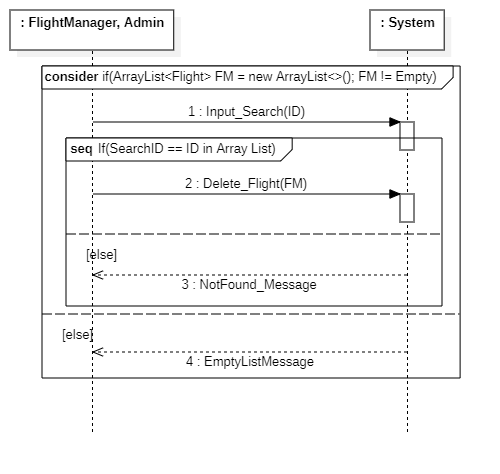 : FlightManager, Admin
: System
consider if(ArrayList<Flight> FM = new ArrayList<>(); FM != Empty)
1 : Input_Search(ID)
seq If(SearchID == ID in Array List)
2 : Delete_Flight(FM)
[else]
3 : NotFound_Message
[else]
4 : EmptyListMessage